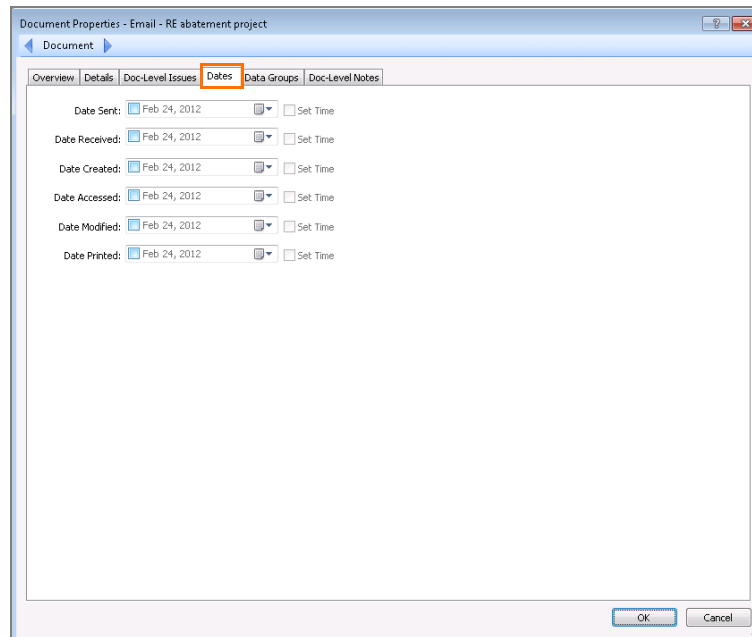 Document Properties - Email - RE abatement project
Document
Overview Details Doc-Level Issues Dates Data Groups Doc-Level Notes
Date Sent: Feb 24, 2012 Set Time
Date Received: Feb 24, 2012 Set Time
Date Created: Feb 24, 2012 Set Time
Date Accessed: Feb 24, 2012 Set Time
Date Modified: Feb 24, 2012 Set Time
Date Printed: Feb 24, 2012 Set Time
OK Cancel